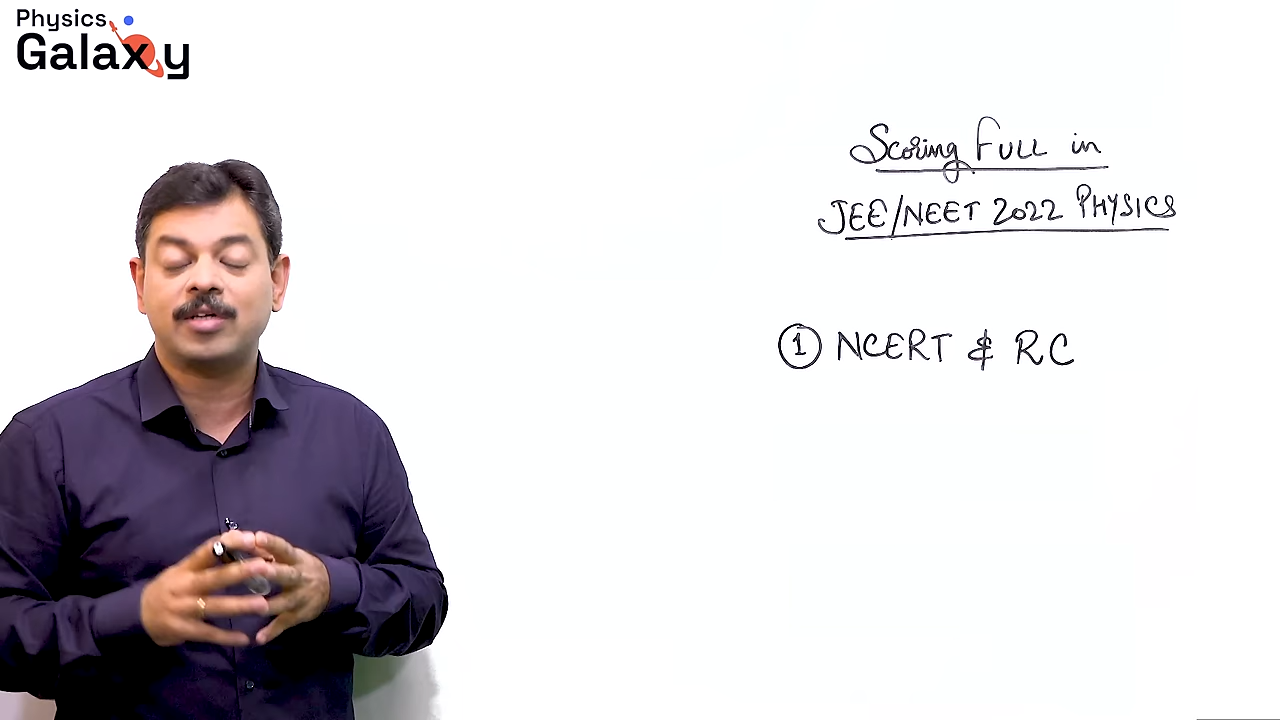 Physics
Galaxy
Scoring FULL in
JEE/NEET 2022 PHYSICS
1 NCERT & RC